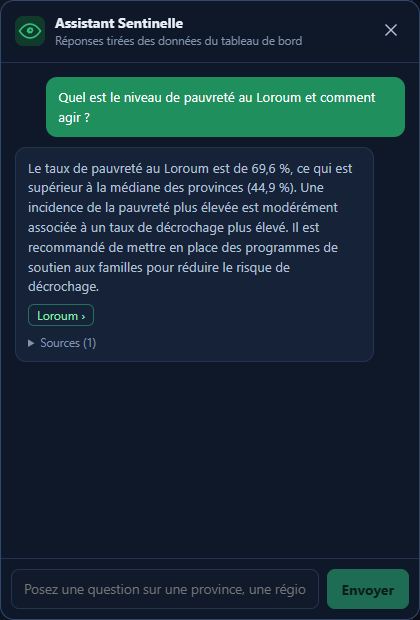 Assistant Sentinelle
Réponses tirées des données du tableau de bord
Quel est le niveau de pauvreté au Loroum et comment
agir ?
Le taux de pauvreté au Loroum est de 69,6 %, ce qui est
supérieur à la médiane des provinces (44,9 %). Une
incidence de la pauvreté plus élevée est modérément
associée à un taux de décrochage plus élevé. Il est
recommandé de mettre en place des programmes de
soutien aux familles pour réduire le risque de
décrochage.
Loroum ›
▶ Sources (1)
Posez une question sur une province, une régio
Envoyer